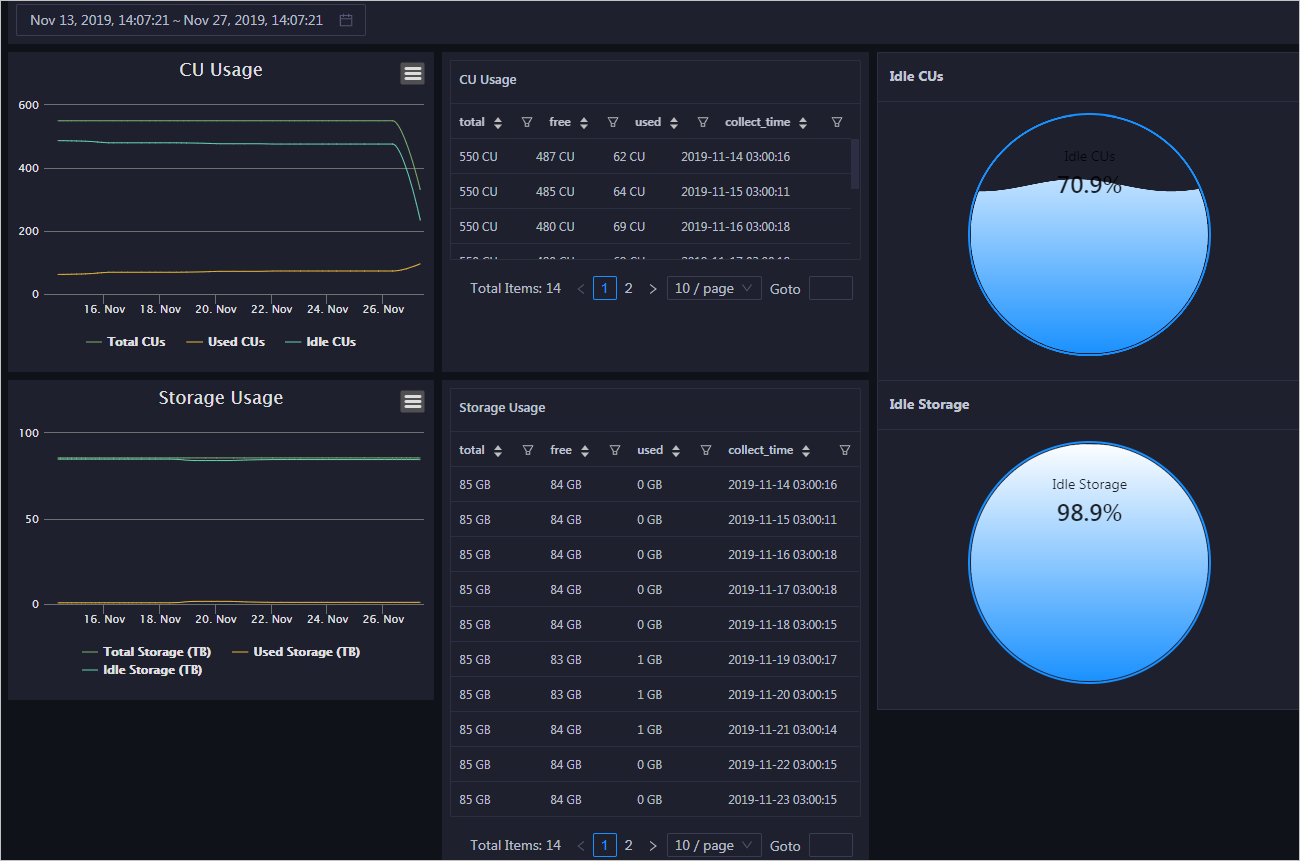 Nov 13, 2019, 14:07:21 ~ Nov 27, 2019, 14:07:21
CU Usage
600
400
200
0
16. Nov 18. Nov 20. Nov 22. Nov 24. Nov 26. Nov
Total CUs Used CUs Idle CUs
CU Usage
total free used collect_time
550 CU 487 CU 62 CU 2019-11-14 03:00:16
550 CU 485 CU 64 CU 2019-11-15 03:00:11
550 CU 480 CU 69 CU 2019-11-16 03:00:18
Total Items: 14 < 1 2 > 10 / page Goto
Idle CUs
Idle CUs
70.9%
Storage Usage
100
50
0
16. Nov 18. Nov 20. Nov 22. Nov 24. Nov 26. Nov
Total Storage (TB) Used Storage (TB)
Idle Storage (TB)
Storage Usage
total free used collect_time
85 GB 84 GB 0 GB 2019-11-14 03:00:16
85 GB 84 GB 0 GB 2019-11-15 03:00:11
85 GB 84 GB 0 GB 2019-11-16 03:00:18
85 GB 84 GB 0 GB 2019-11-17 03:00:18
85 GB 84 GB 0 GB 2019-11-18 03:00:15
85 GB 83 GB 1 GB 2019-11-19 03:00:17
85 GB 83 GB 1 GB 2019-11-20 03:00:15
85 GB 84 GB 1 GB 2019-11-21 03:00:14
85 GB 84 GB 0 GB 2019-11-22 03:00:15
85 GB 84 GB 0 GB 2019-11-23 03:00:15
Total Items: 14 < 1 2 > 10 / page Goto
Idle Storage
Idle Storage
98.9%